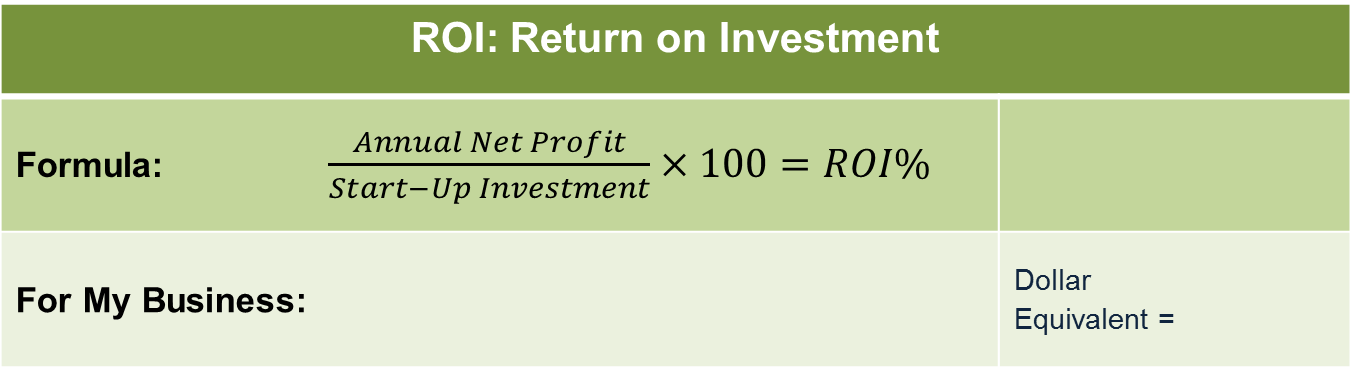 ROI: Return on Investment
Formula: Annual Net Profit
Start–Up Investment × 100 = ROI%
For My Business:
Dollar
Equivalent =